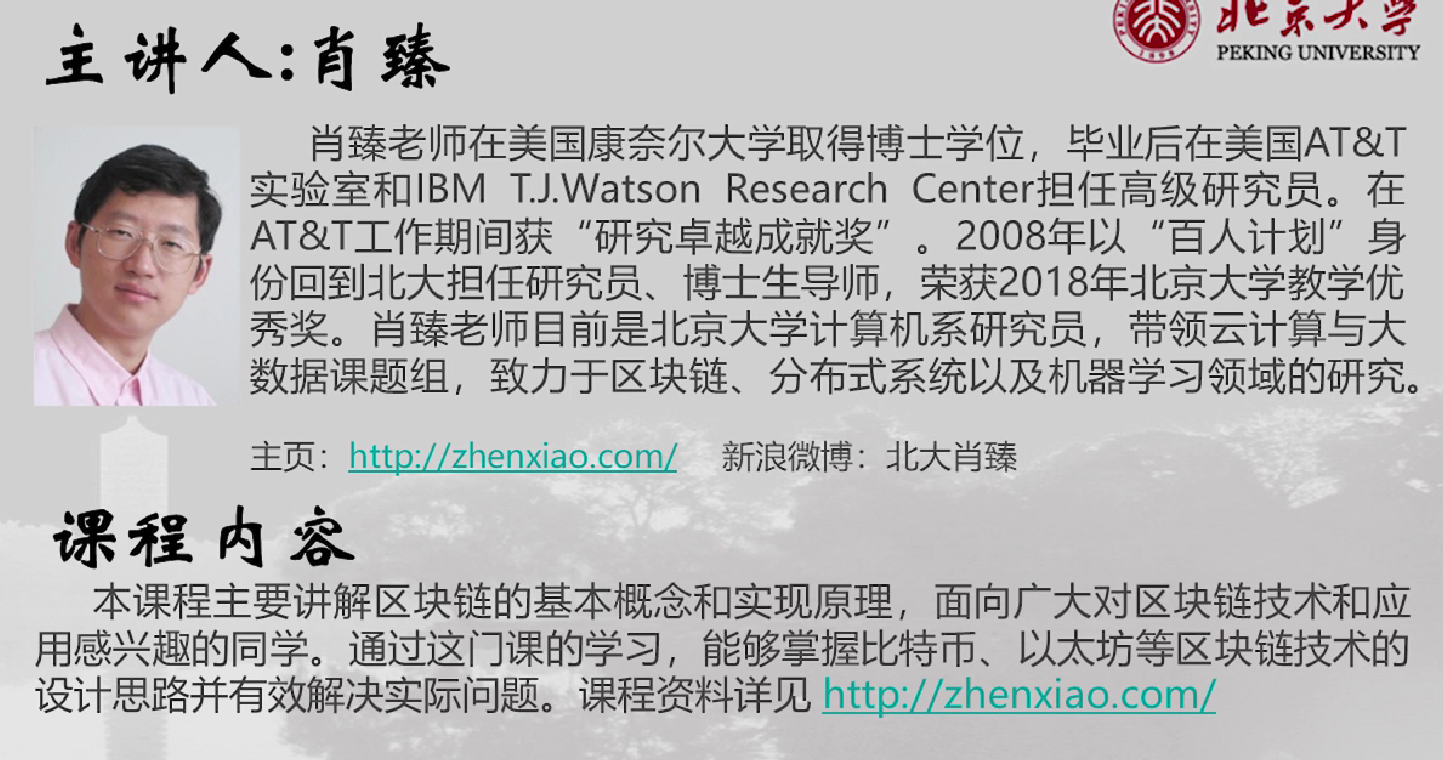 北京大学
PEKING UNIVERSITY
主讲人:肖臻
肖臻老师在美国康奈尔大学取得博士学位，毕业后在美国AT&T
实验室和IBM T.J.Watson Research Center担任高级研究员。在
AT&T工作期间获“研究卓越成就奖”。2008年以“百人计划”身
份回到北大担任研究员、博士生导师，荣获2018年北京大学教学优
秀奖。肖臻老师目前是北京大学计算机系研究员，带领云计算与大
数据课题组，致力于区块链、分布式系统以及机器学习领域的研究。
主页：http://zhenxiao.com/ 新浪微博：北大肖臻
课程内容
本课程主要讲解区块链的基本概念和实现原理，面向广大对区块链技术和应
用感兴趣的同学。通过这门课的学习，能够掌握比特币、以太坊等区块链技术的
设计思路并有效解决实际问题。课程资料详见 http://zhenxiao.com/